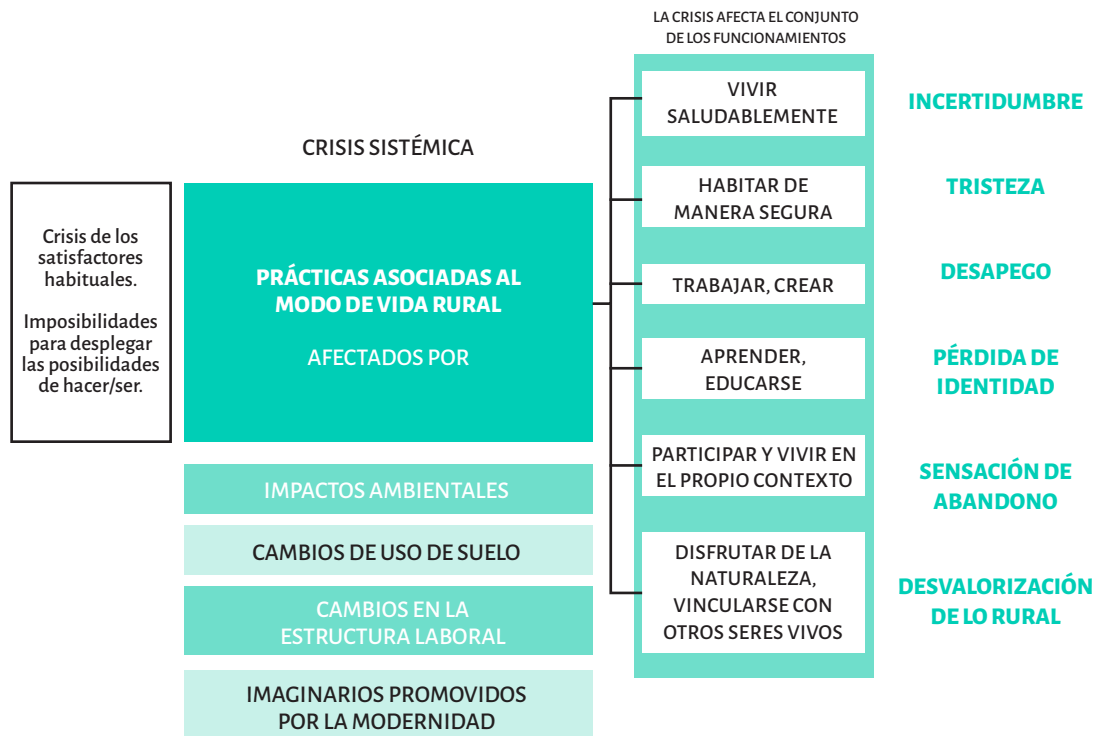 Crisis de los
satisfactores
habituales.
Imposibilidades
para desplegar
las posibilidades
de hacer/ser.
CRISIS SISTÉMICA
PRÁCTICAS ASOCIADAS AL
MODO DE VIDA RURAL
AFECTADOS POR
IMPACTOS AMBIENTALES
CAMBIOS DE USO DE SUELO
CAMBIOS EN LA
ESTRUCTURA LABORAL
IMAGINARIOS PROMOVIDOS
POR LA MODERNIDAD
LA CRISIS AFECTA EL CONJUNTO
DE LOS FUNCIONAMIENTOS
VIVIR
SALUDABLEMENTE
HABITAR DE
MANERA SEGURA
TRABAJAR, CREAR
APRENDER,
EDUCARSE
PARTICIPAR Y VIVIR EN
EL PROPIO CONTEXTO
DISFRUTAR DE LA
NATURALEZA,
VINCULARSE CON
OTROS SERES VIVOS
INCERTIDUMBRE
TRISTEZA
DESAPEGO
PÉRDIDA DE
IDENTIDAD
SENSACIÓN DE
ABANDONO
DESVALORIZACIÓN
DE LO RURAL